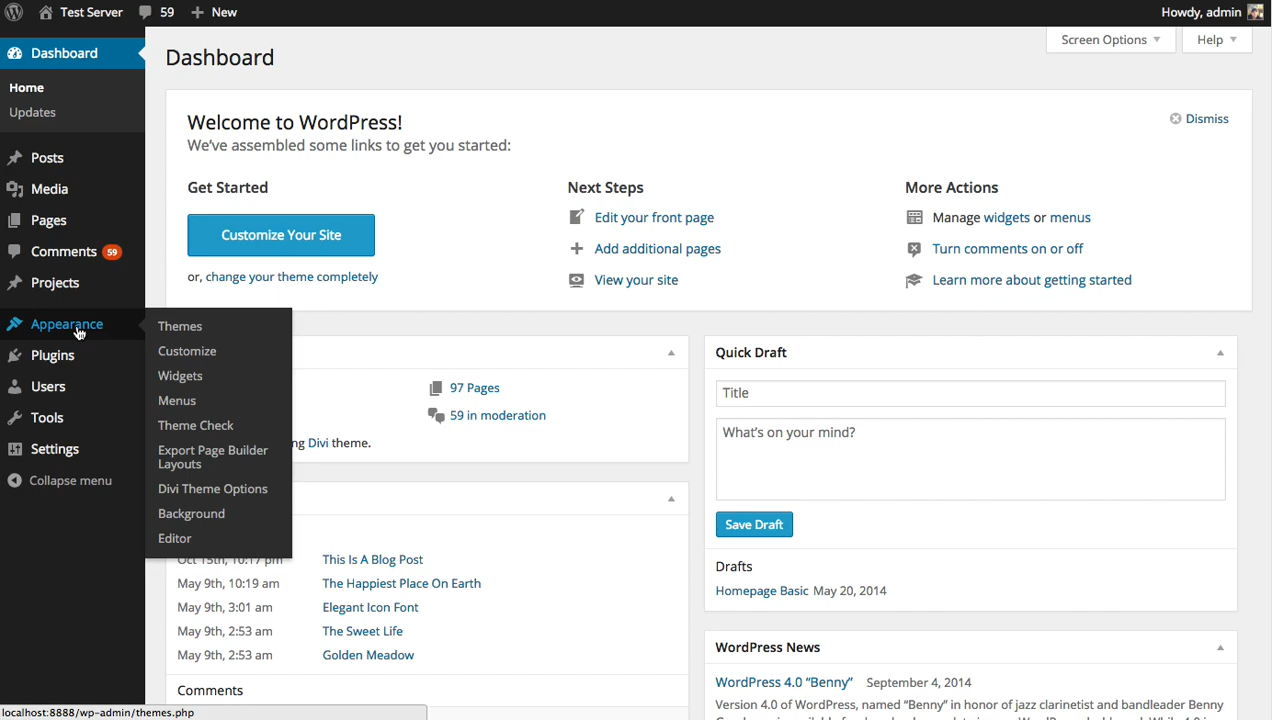 Test Server 59 New Howdy, admin
Dashboard
Home
Updates
Posts
Media
Pages
Comments 59
Projects
Appearance
Plugins
Users
Tools
Settings
Collapse menu
Themes
Customize
Widgets
Menus
Theme Check
Export Page Builder
Layouts
Divi Theme Options
Background
Editor
Dashboard
Screen Options Help
Welcome to WordPress!
We've assembled some links to get you started:
Dismiss
Get Started
Customize Your Site
or, change your theme completely
Next Steps
Edit your front page
Add additional pages
View your site
More Actions
Manage widgets or menus
Turn comments on or off
Learn more about getting started
97 Pages
59 in moderation
Divi theme.
Oct 15th, 10:17 pm This Is A Blog Post
May 9th, 10:19 am The Happiest Place On Earth
May 9th, 3:01 am Elegant Icon Font
May 9th, 2:53 am The Sweet Life
May 9th, 2:53 am Golden Meadow
Comments
Quick Draft
Title
What's on your mind?
Save Draft
Drafts
Homepage Basic May 20, 2014
WordPress News
WordPress 4.0 “Benny” September 4, 2014
Version 4.0 of WordPress, named “Benny” in honor of jazz clarinetist and bandleader Benny
localhost:8888/wp-admin/themes.php